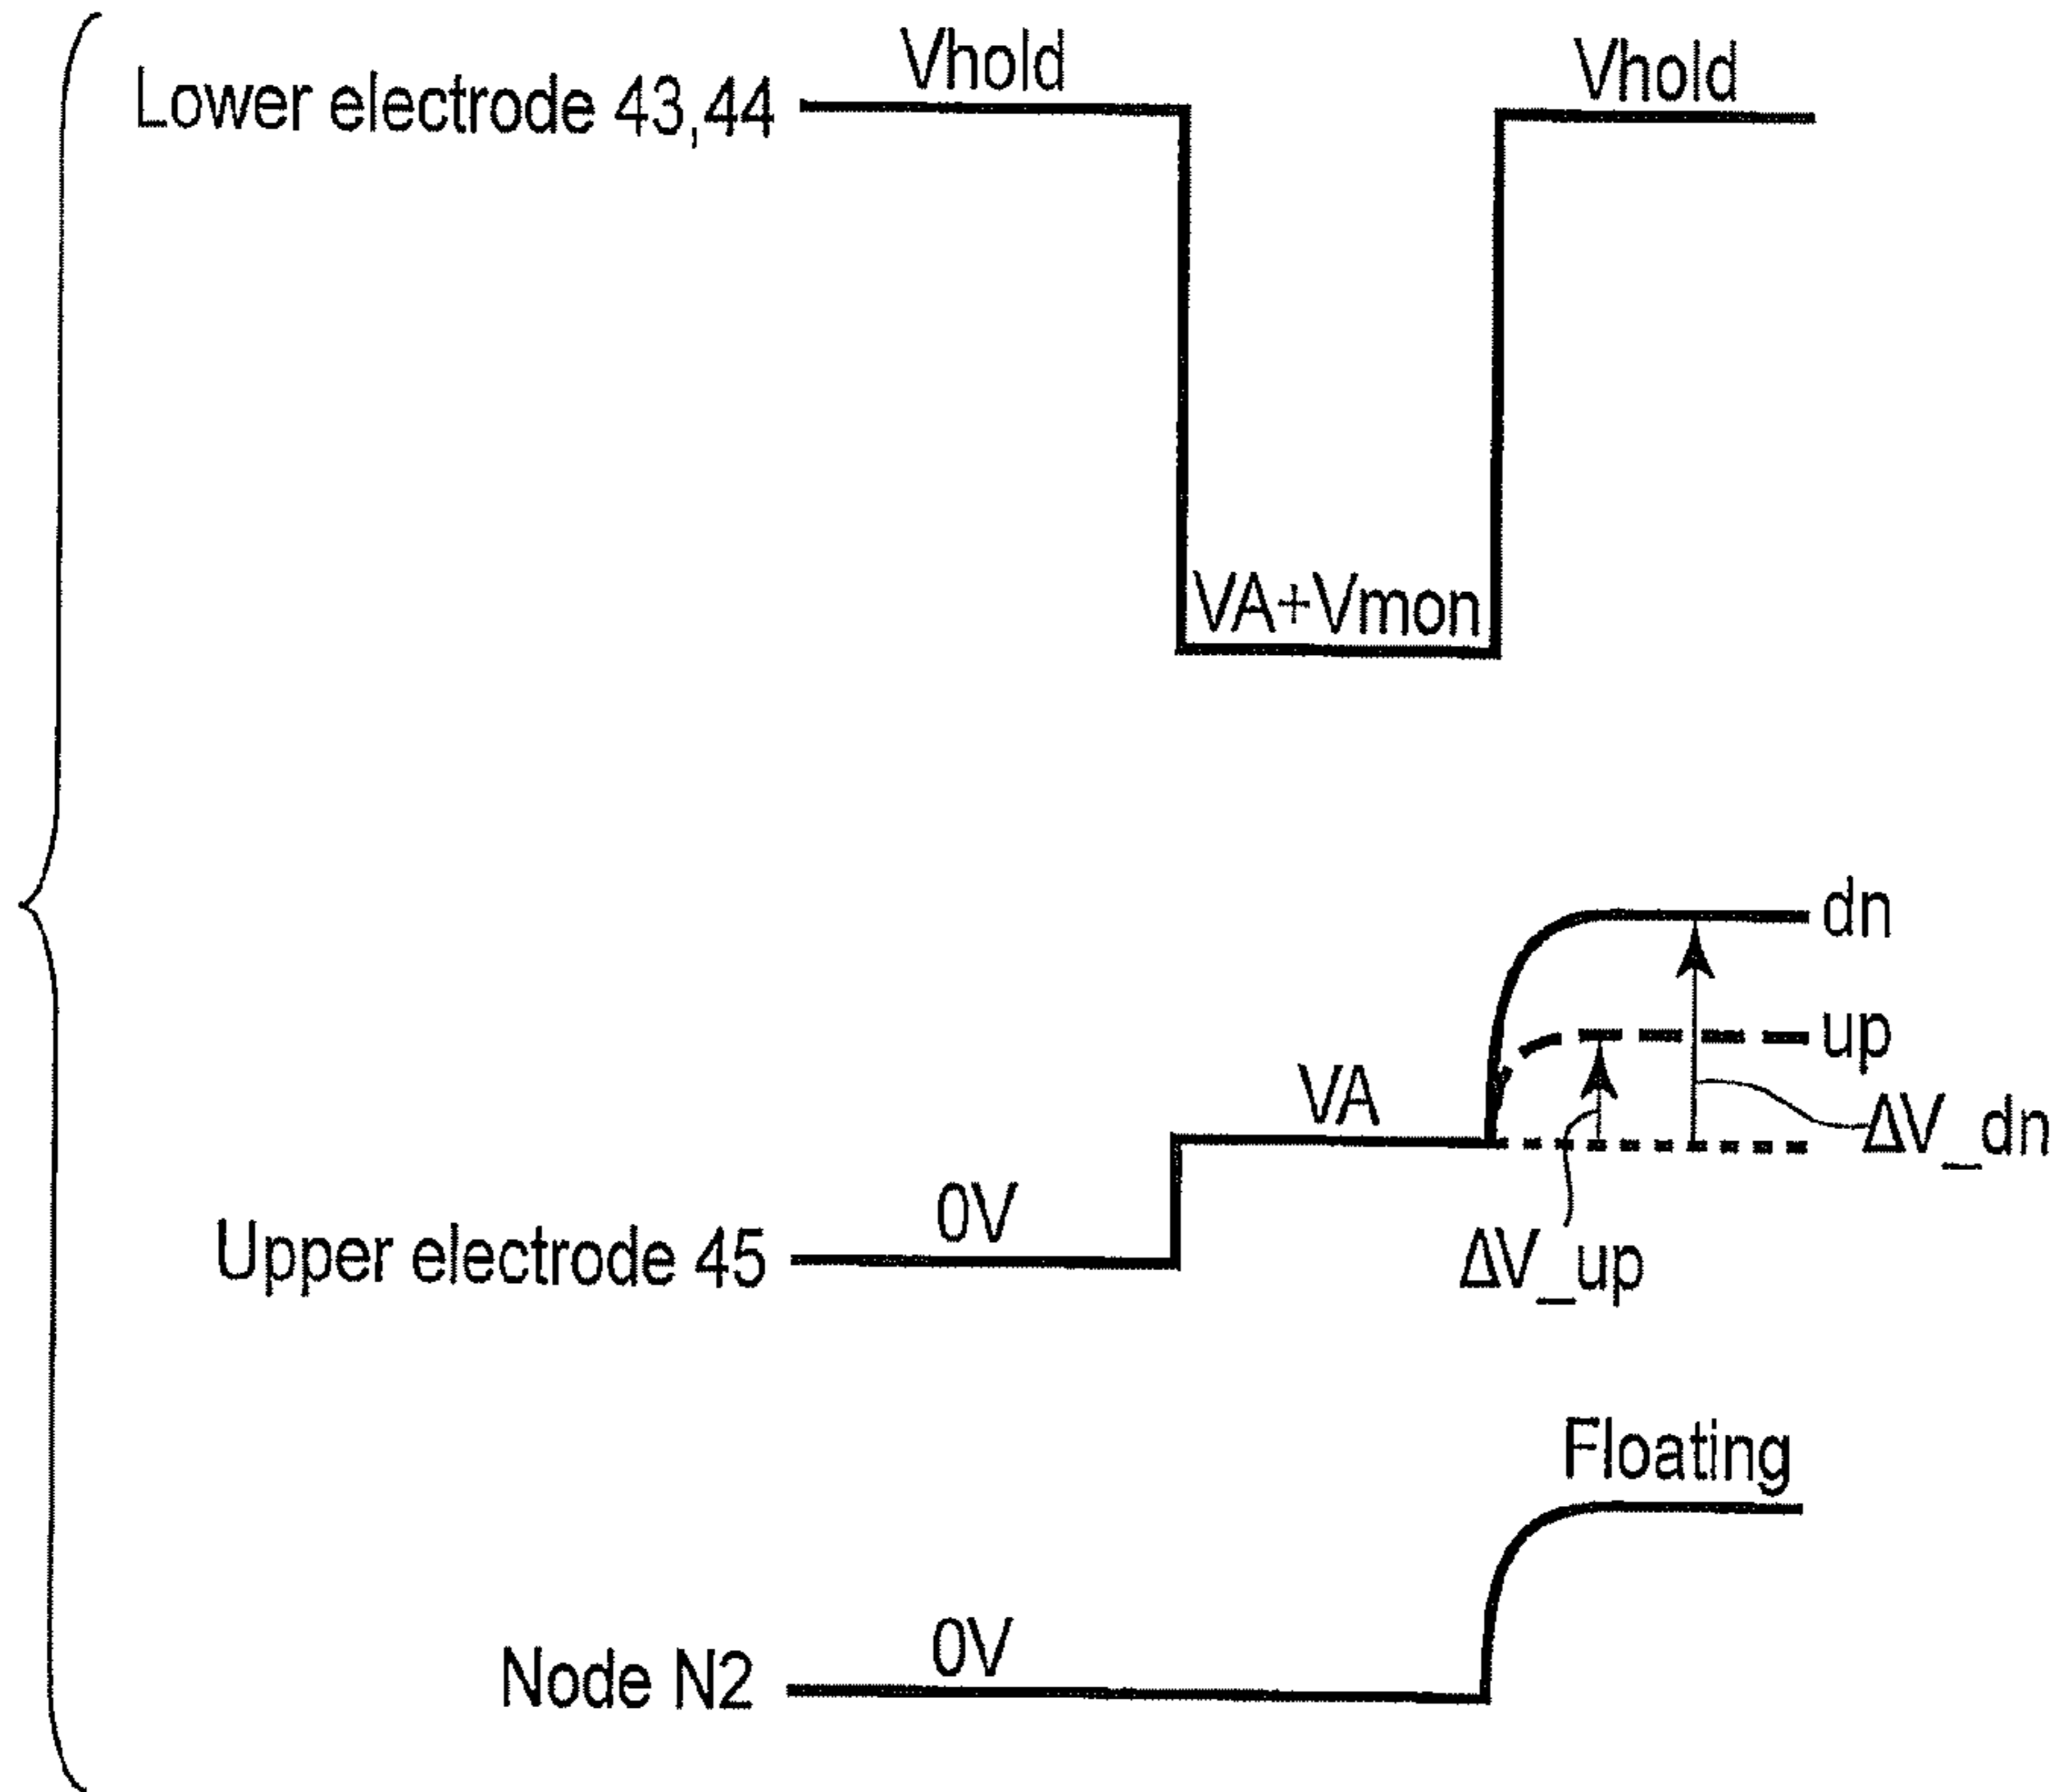 Vhold
Vhold
Lower electrode 43,44
VA+Vmon
dn
up
VA
ΔV_dn
0V
Upper electrode 45
ΔV_up
Floating
0V
Node N2